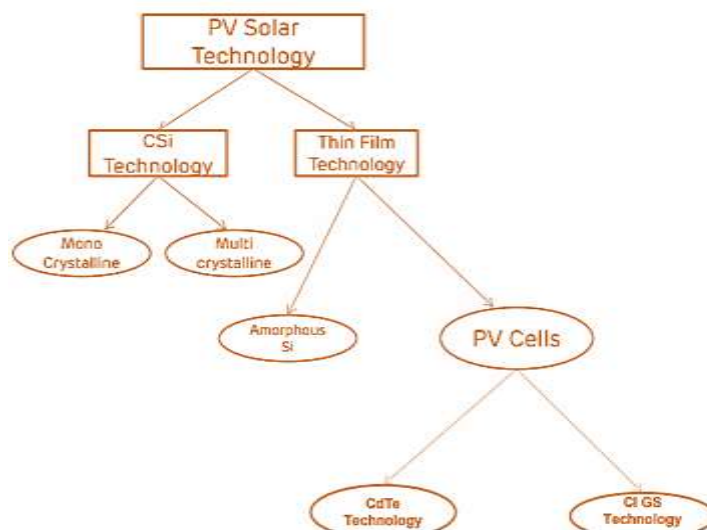 PV Solar
Technology
CSi
Technology
Thin Film
Technology
Mono
Crystalline
Multi
crystalline
Amorphous
Si
PV Cells
CdTe
Technology
CI GS
Technology